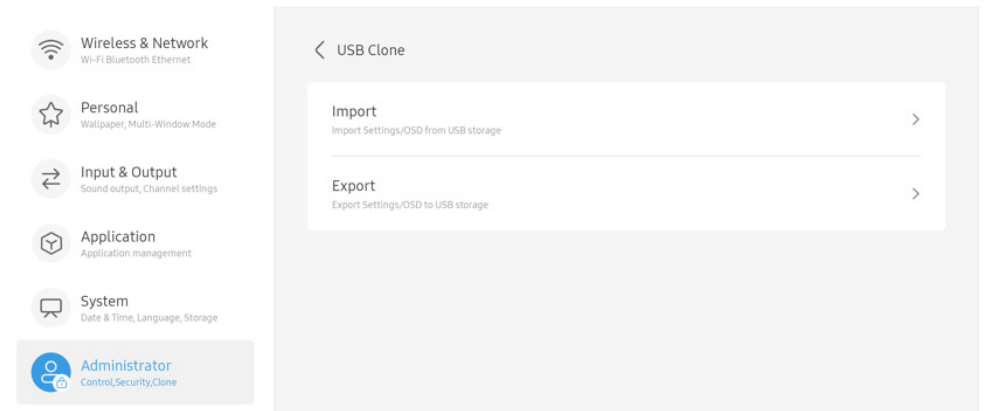 Wireless & Network
Wi-Fi Bluetooth Ethernet
Personal
Wallpaper, Multi-Window Mode
Input & Output
Sound output, Channel settings
Application
Application management
System
Date & Time, Language, Storage
Administrator
Control,Security,Clone
USB Clone
Import
Import Settings/OSD from USB storage
Export
Export Settings/OSD to USB storage